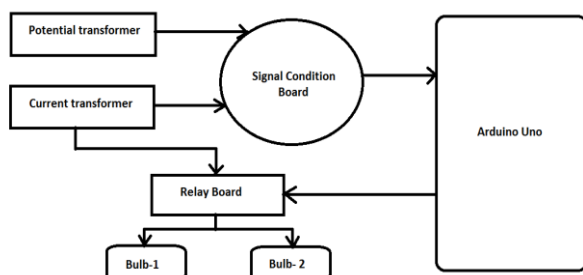 Potential transformer
Signal Condition
Board
Current transformer
Arduino Uno
Relay Board
Bulb-1
Bulb- 2